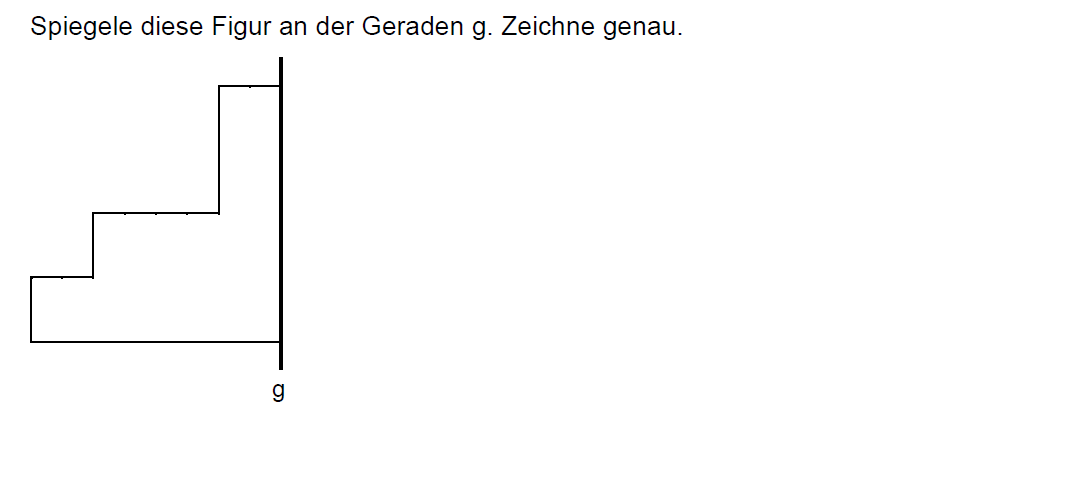 Spiegele diese Figur an der Geraden g. Zeichne genau.
g